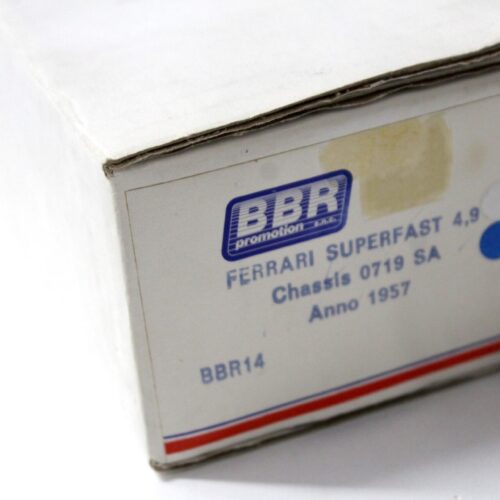 BBR
promotion s.n.c.
FERRARI SUPERFAST 4,9
Chassis 0719 SA
Anno 1957
BBR14